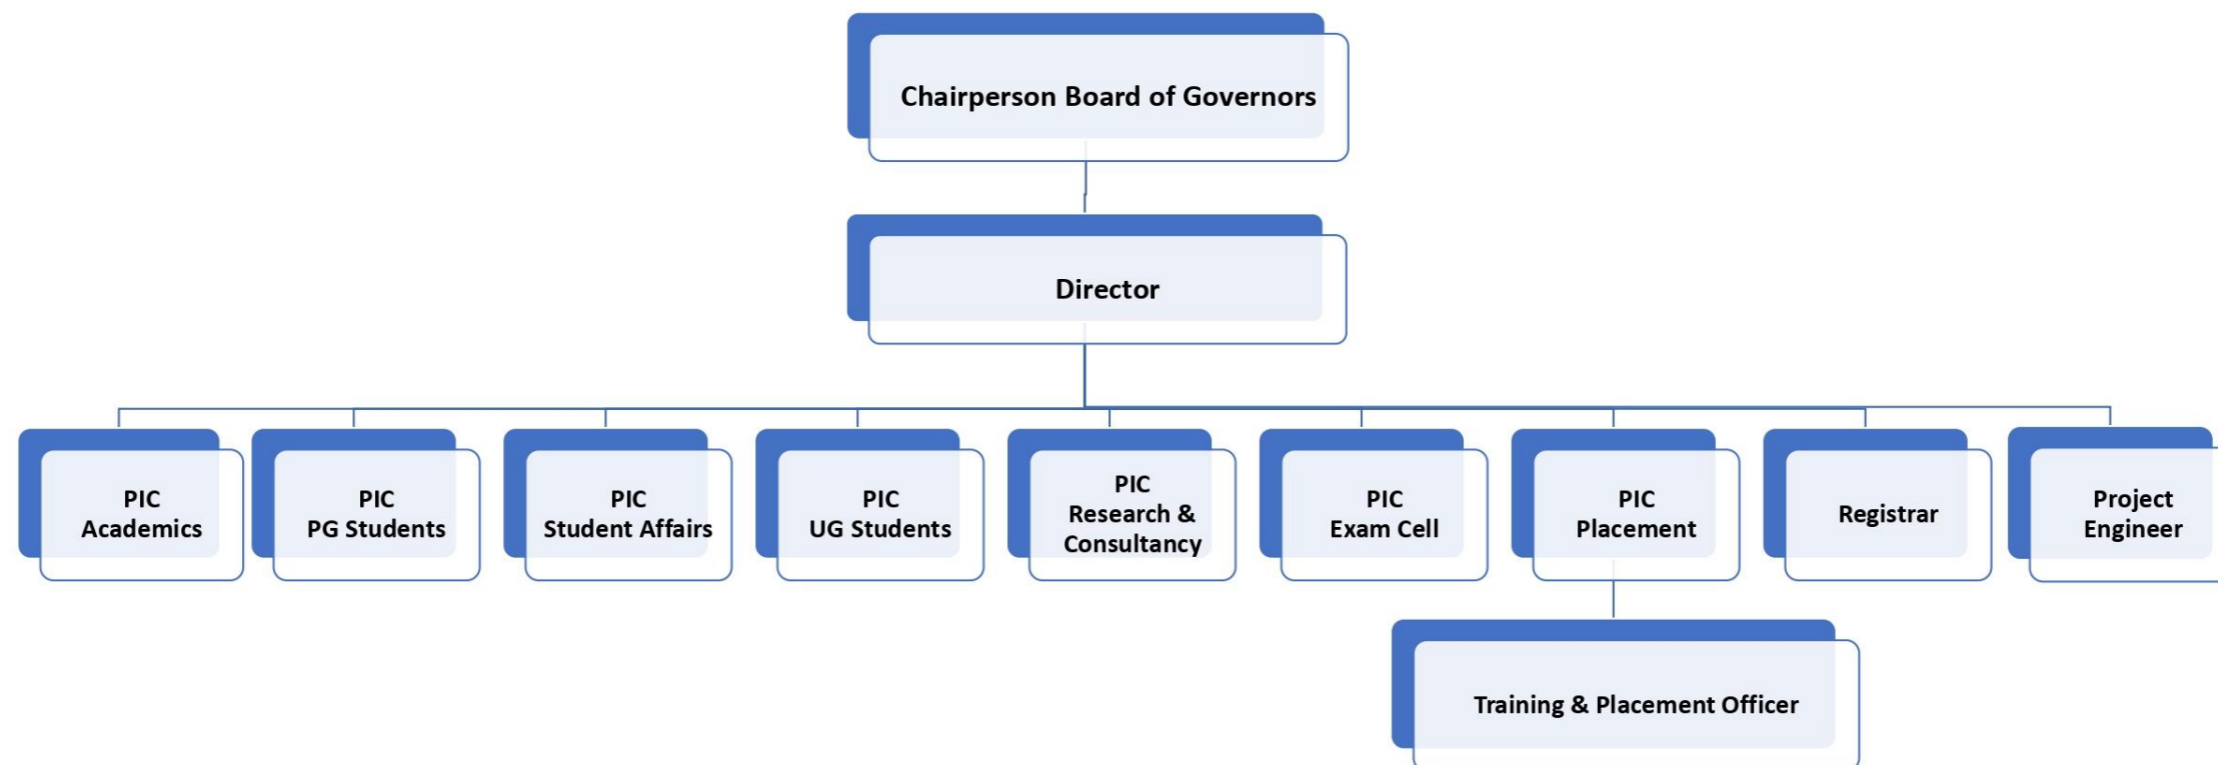 Chairperson Board of Governors
Director
PIC
Academics
PIC
PG Students
PIC
Student Affairs
PIC
UG Students
PIC
Research &
Consultancy
PIC
Exam Cell
PIC
Placement
Registrar
Project
Engineer
Training & Placement Officer